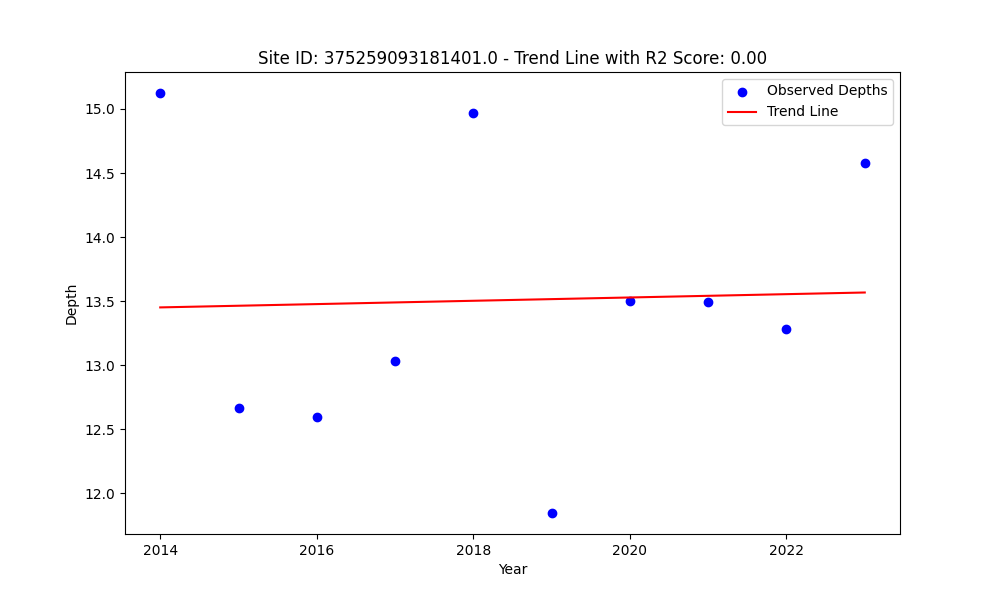 Site ID: 375259093181401.0 - Trend Line with R2 Score: 0.00
Observed Depths
Trend Line
15.0
14.5
14.0
13.5
13.0
12.5
12.0
Depth
2014 2016 2018 2020 2022
Year